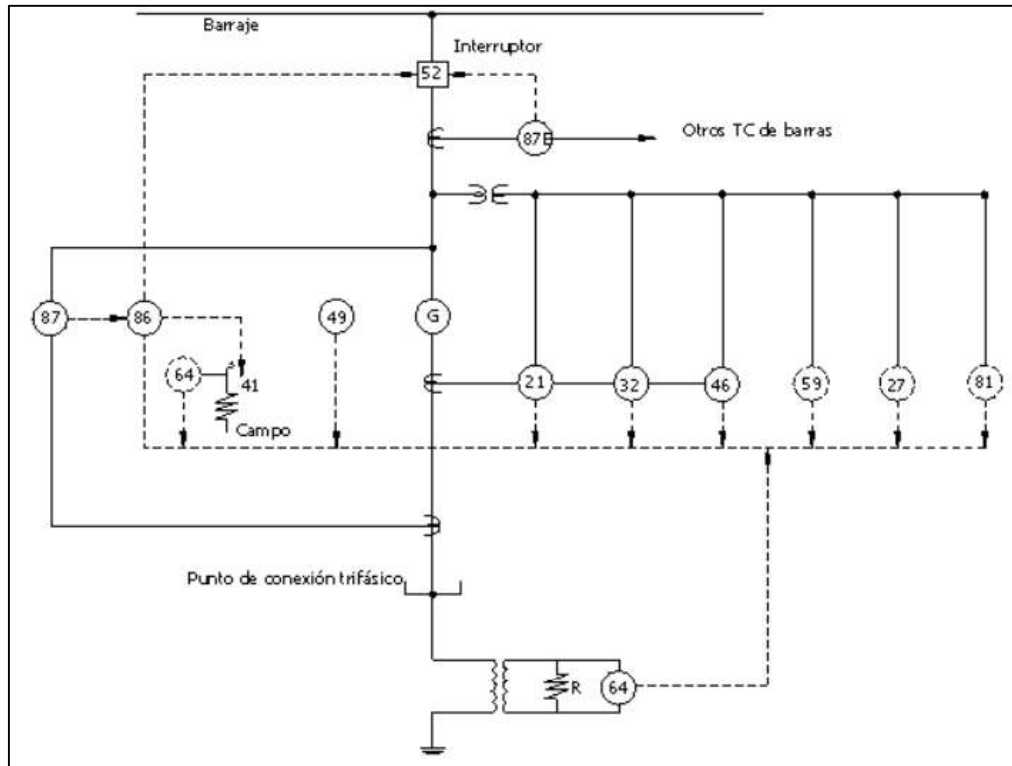 Barraje
Interruptor
52
87B
Otros TC de barras
87
86
49
G
64
41
Campo
21
32
46
59
27
81
Punto de conexión trifásico
R
64